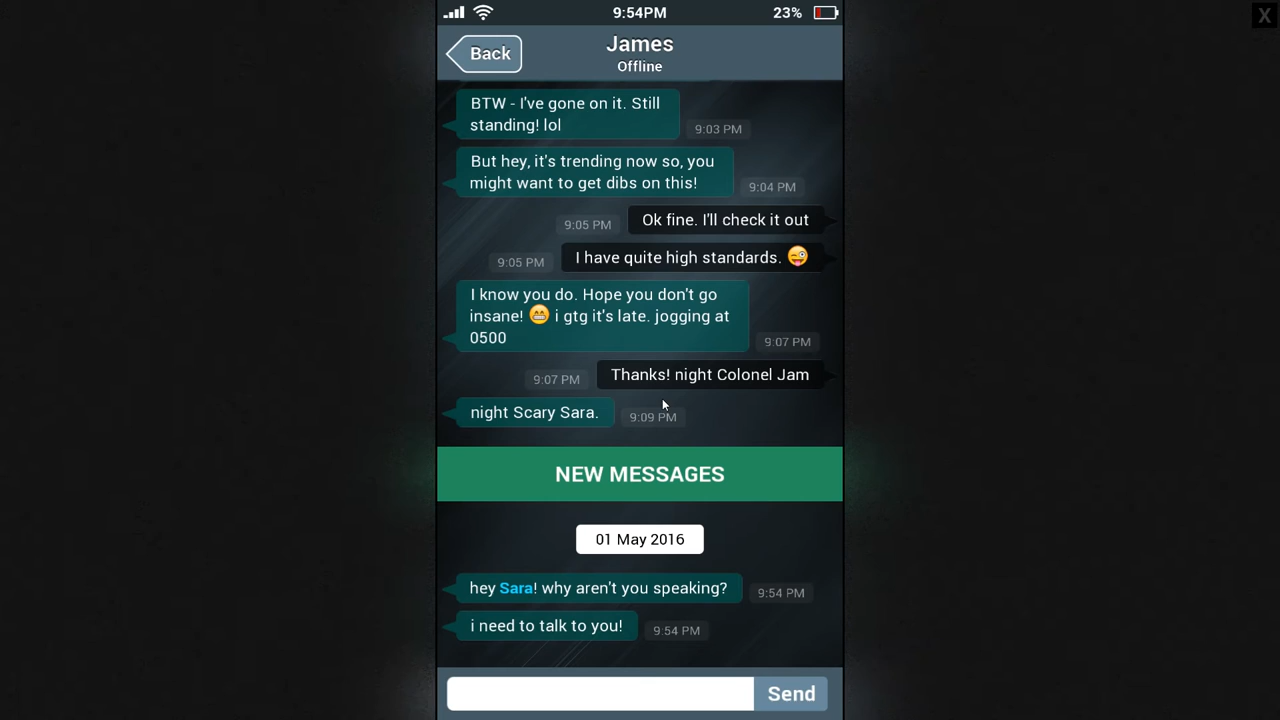 9:54PM
23%
X
Back
James
Offline
BTW - I've gone on it. Still
standing! lol
9:03 PM
But hey, it's trending now so, you
might want to get dibs on this!
9:04 PM
9:05 PM
Ok fine. I'll check it out
9:05 PM
I have quite high standards. 😜
I know you do. Hope you don't go
insane! 😁 i gtg it's late. jogging at
0500
9:07 PM
9:07 PM
Thanks! night Colonel Jam
night Scary Sara.
9:09 PM
NEW MESSAGES
01 May 2016
hey Sara! why aren't you speaking?
9:54 PM
i need to talk to you!
9:54 PM
Send